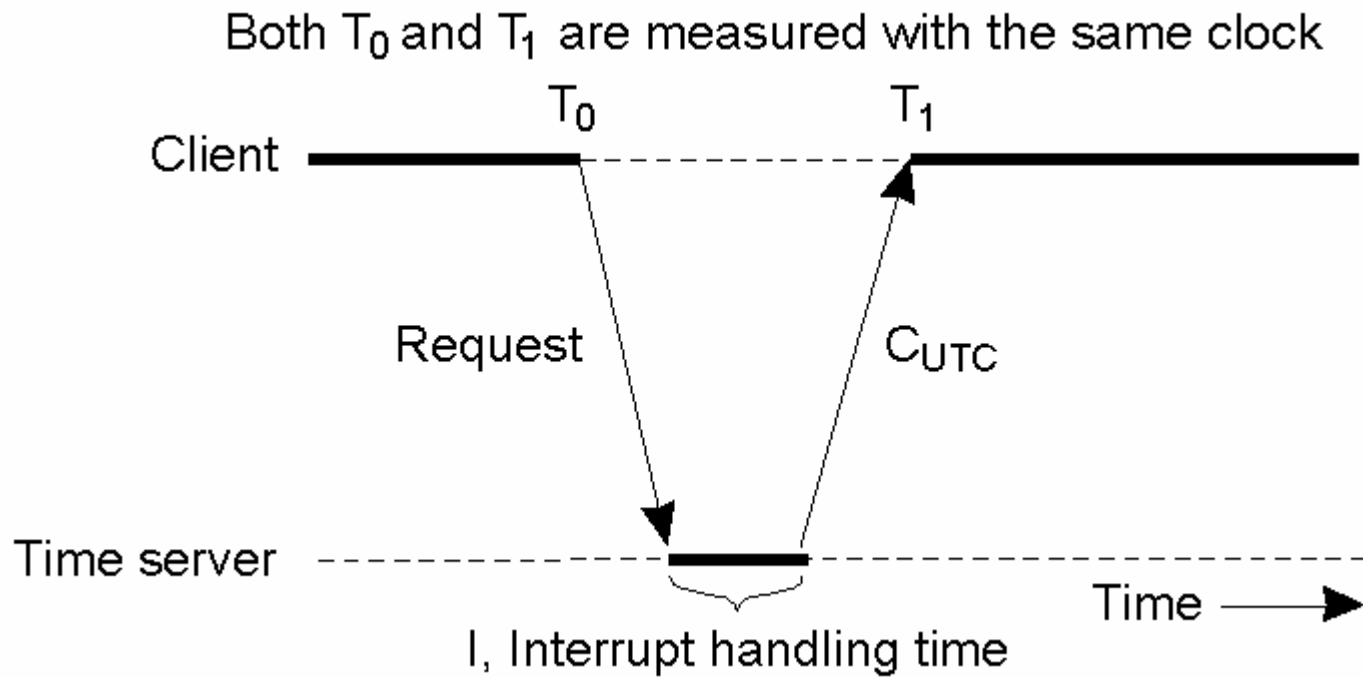 Both T₀ and T₁ are measured with the same clock
T₀
T₁
Client
Request
C_UTC
Time server
Time
I, Interrupt handling time